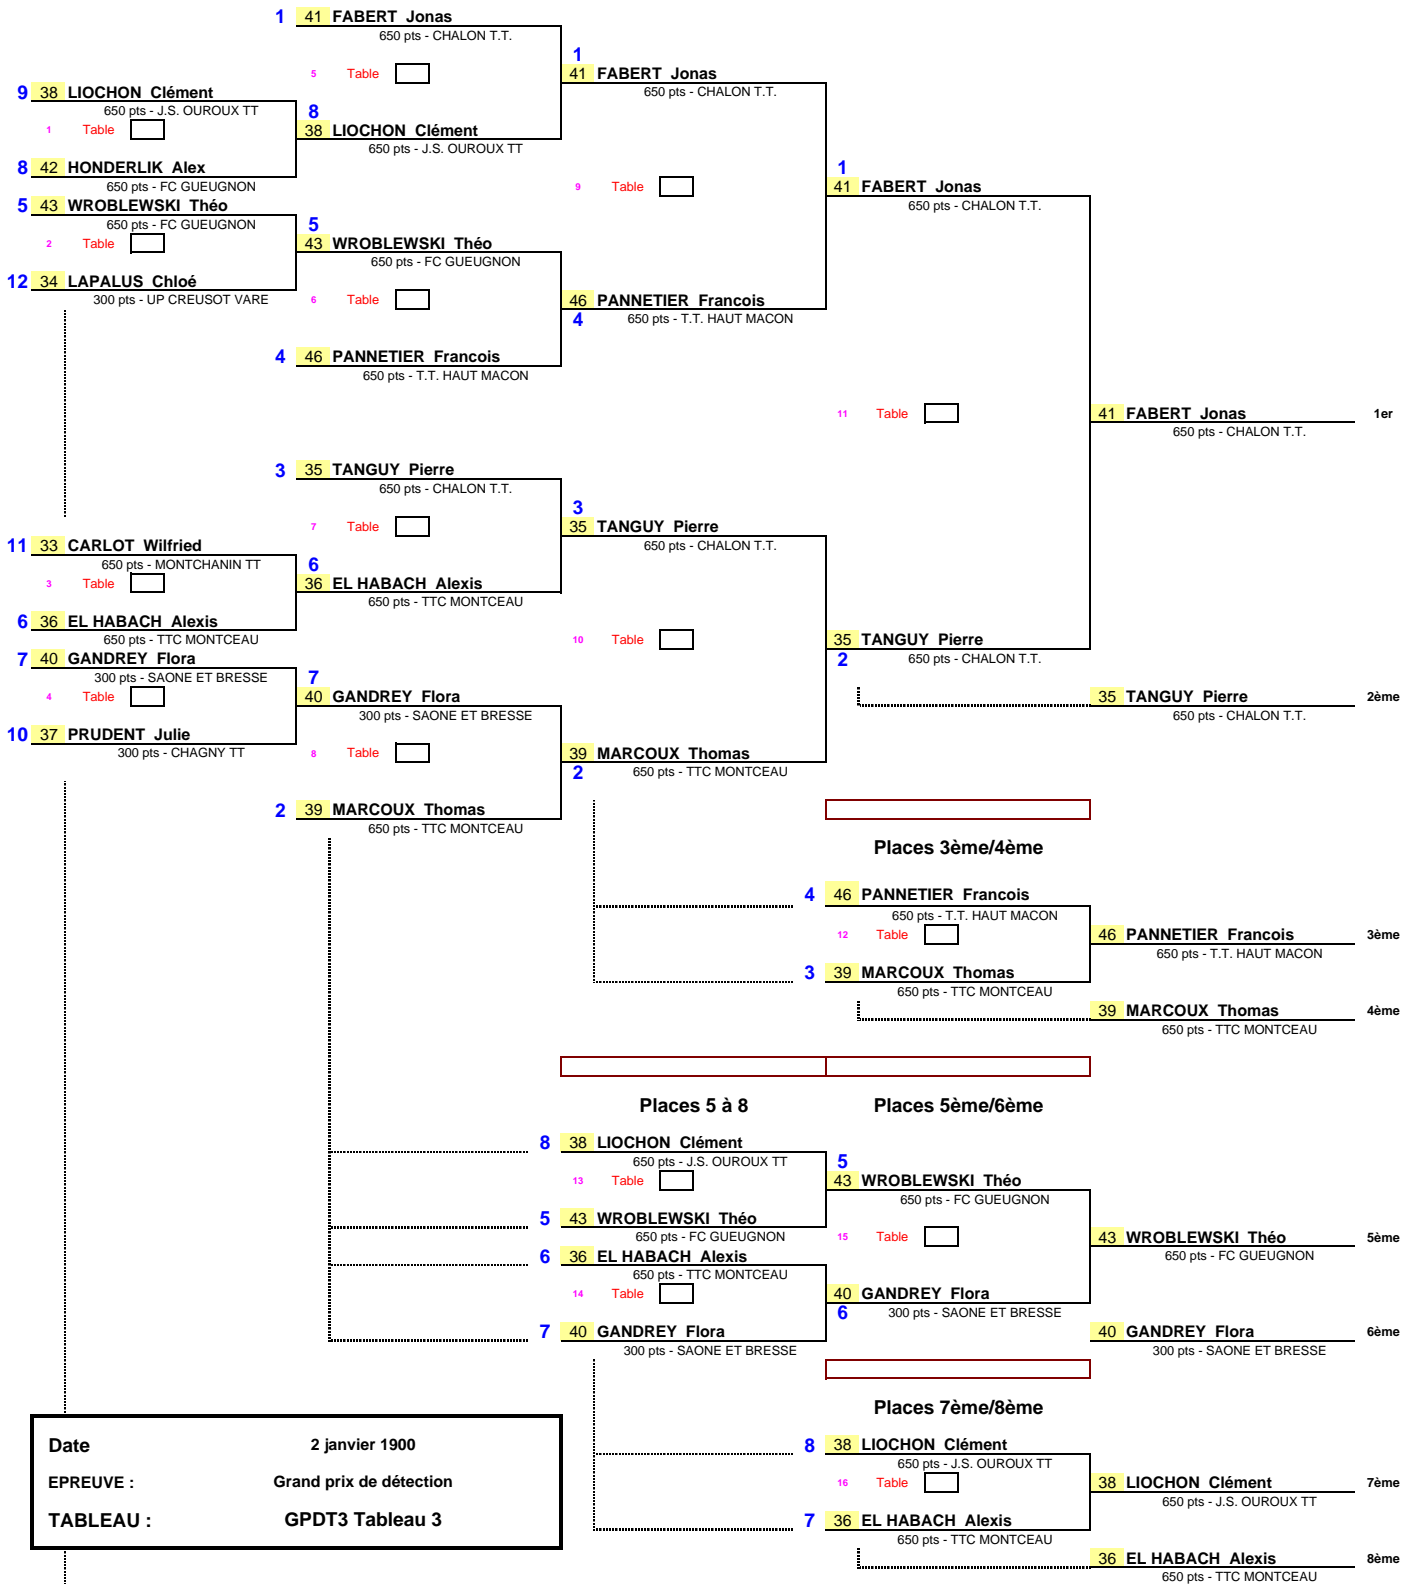 1 41 FABERT Jonas
650 pts - CHALON T.T.
1
5 Table
41 FABERT Jonas
650 pts - CHALON T.T.
9 38 LIOCHON Clément
650 pts - J.S. OUROUX TT
8
1 Table
38 LIOCHON Clément
650 pts - J.S. OUROUX TT
8 42 HONDERLIK Alex
650 pts - FC GUEUGNON
1
9 Table
41 FABERT Jonas
650 pts - CHALON T.T.
5 43 WROBLEWSKI Théo
650 pts - FC GUEUGNON
5
2 Table
43 WROBLEWSKI Théo
650 pts - FC GUEUGNON
12 34 LAPALUS Chloé
300 pts - UP CREUSOT VARE
6 Table
46 PANNETIER Francois
4
650 pts - T.T. HAUT MACON
4 46 PANNETIER Francois
650 pts - T.T. HAUT MACON
11 Table
41 FABERT Jonas 1er
650 pts - CHALON T.T.
3 35 TANGUY Pierre
650 pts - CHALON T.T.
3
7 Table
35 TANGUY Pierre
650 pts - CHALON T.T.
11 33 CARLOT Wilfried
650 pts - MONTCHANIN TT
6
3 Table
36 EL HABACH Alexis
650 pts - TTC MONTCEAU
6 36 EL HABACH Alexis
650 pts - TTC MONTCEAU
10 Table
35 TANGUY Pierre
2
650 pts - CHALON T.T.
7 40 GANDREY Flora
300 pts - SAONE ET BRESSE
7
4 Table
40 GANDREY Flora
300 pts - SAONE ET BRESSE
35 TANGUY Pierre 2ème
650 pts - CHALON T.T.
10 37 PRUDENT Julie
300 pts - CHAGNY TT
8 Table
39 MARCOUX Thomas
2
650 pts - TTC MONTCEAU
2 39 MARCOUX Thomas
650 pts - TTC MONTCEAU
Places 3ème/4ème
4 46 PANNETIER Francois
650 pts - T.T. HAUT MACON
12 Table
46 PANNETIER Francois 3ème
650 pts - T.T. HAUT MACON
3 39 MARCOUX Thomas
650 pts - TTC MONTCEAU
39 MARCOUX Thomas 4ème
650 pts - TTC MONTCEAU
Places 5 à 8
Places 5ème/6ème
8 38 LIOCHON Clément
650 pts - J.S. OUROUX TT
5
13 Table
43 WROBLEWSKI Théo
650 pts - FC GUEUGNON
5 43 WROBLEWSKI Théo
650 pts - FC GUEUGNON
15 Table
43 WROBLEWSKI Théo 5ème
650 pts - FC GUEUGNON
6 36 EL HABACH Alexis
650 pts - TTC MONTCEAU
14 Table
40 GANDREY Flora
6
300 pts - SAONE ET BRESSE
7 40 GANDREY Flora
300 pts - SAONE ET BRESSE
40 GANDREY Flora 6ème
300 pts - SAONE ET BRESSE
Places 7ème/8ème
8 38 LIOCHON Clément
650 pts - J.S. OUROUX TT
16 Table
38 LIOCHON Clément 7ème
650 pts - J.S. OUROUX TT
7 36 EL HABACH Alexis
650 pts - TTC MONTCEAU
36 EL HABACH Alexis 8ème
650 pts - TTC MONTCEAU
Date 2 janvier 1900
EPREUVE : Grand prix de détection
TABLEAU : GPDT3 Tableau 3